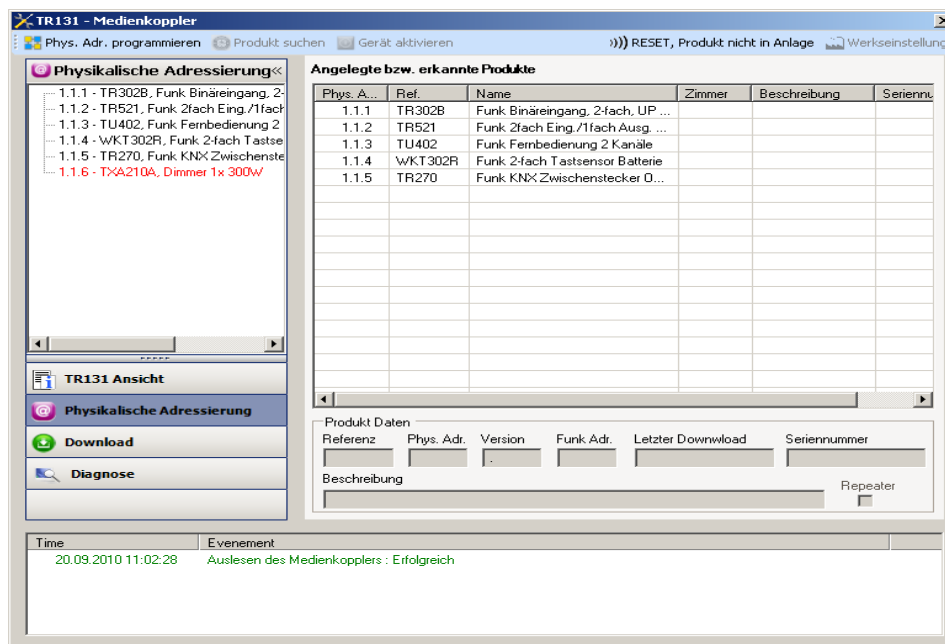 TR131 - Medienkoppler
Phys. Adr. programmieren Produkt suchen Gerät aktivieren RESET, Produkt nicht in Anlage Werkseinstellung
Physikalische Adressierung
1.1.1 - TR302B, Funk Binäreingang, 2-
1.1.2 - TR521, Funk 2fach Eing./1fach
1.1.3 - TU402, Funk Fernbedienung 2
1.1.4 - WKT302R, Funk 2-fach Tastse
1.1.5 - TR270, Funk KNX Zwischenste
1.1.6 - TXA210A, Dimmer 1x 300W
TR131 Ansicht
Physikalische Adressierung
Download
Diagnose
Angelegte bzw. erkannte Produkte
Phys. A... Ref. Name Zimmer Beschreibung Seriennu
1.1.1 TR302B Funk Binäreingang, 2-fach, UP ...
1.1.2 TR521 Funk 2fach Eing./1fach Ausg. ...
1.1.3 TU402 Funk Fernbedienung 2 Kanäle
1.1.4 WKT302R Funk 2-fach Tastsensor Batterie
1.1.5 TR270 Funk KNX Zwischenstecker O...
Produkt Daten
Referenz Phys. Adr. Version Funk Adr. Letzter Downwload Seriennummer
.
Beschreibung
Repeater
Time Evenement
20.09.2010 11:02:28 Auslesen des Medienkopplers : Erfolgreich